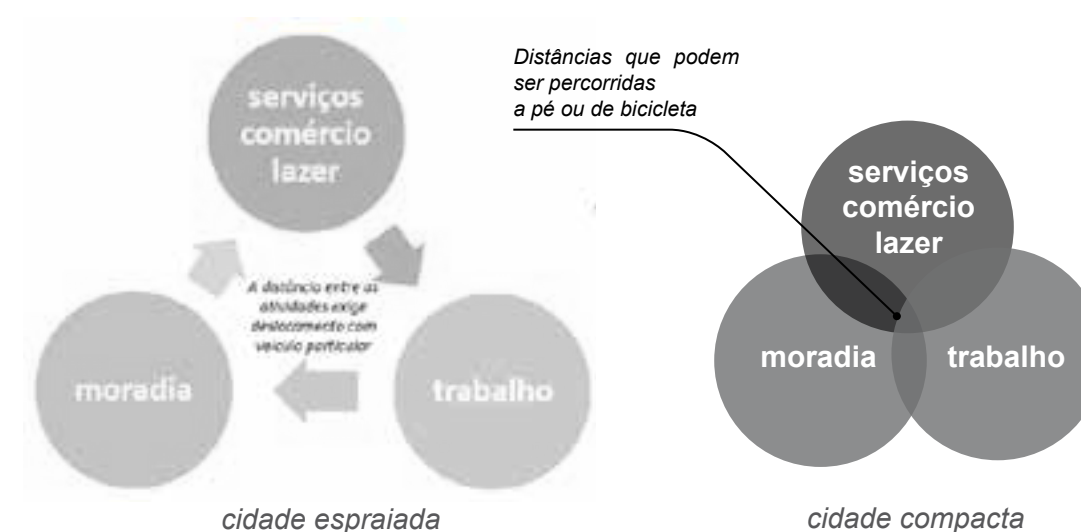 serviços
comércio
lazer
A distância entre as
atividades exige
deslocamento com
veículo particular
moradia
trabalho
cidade espraiada
Distâncias que podem
ser percorridas
a pé ou de bicicleta
serviços
comércio
lazer
moradia
trabalho
cidade compacta